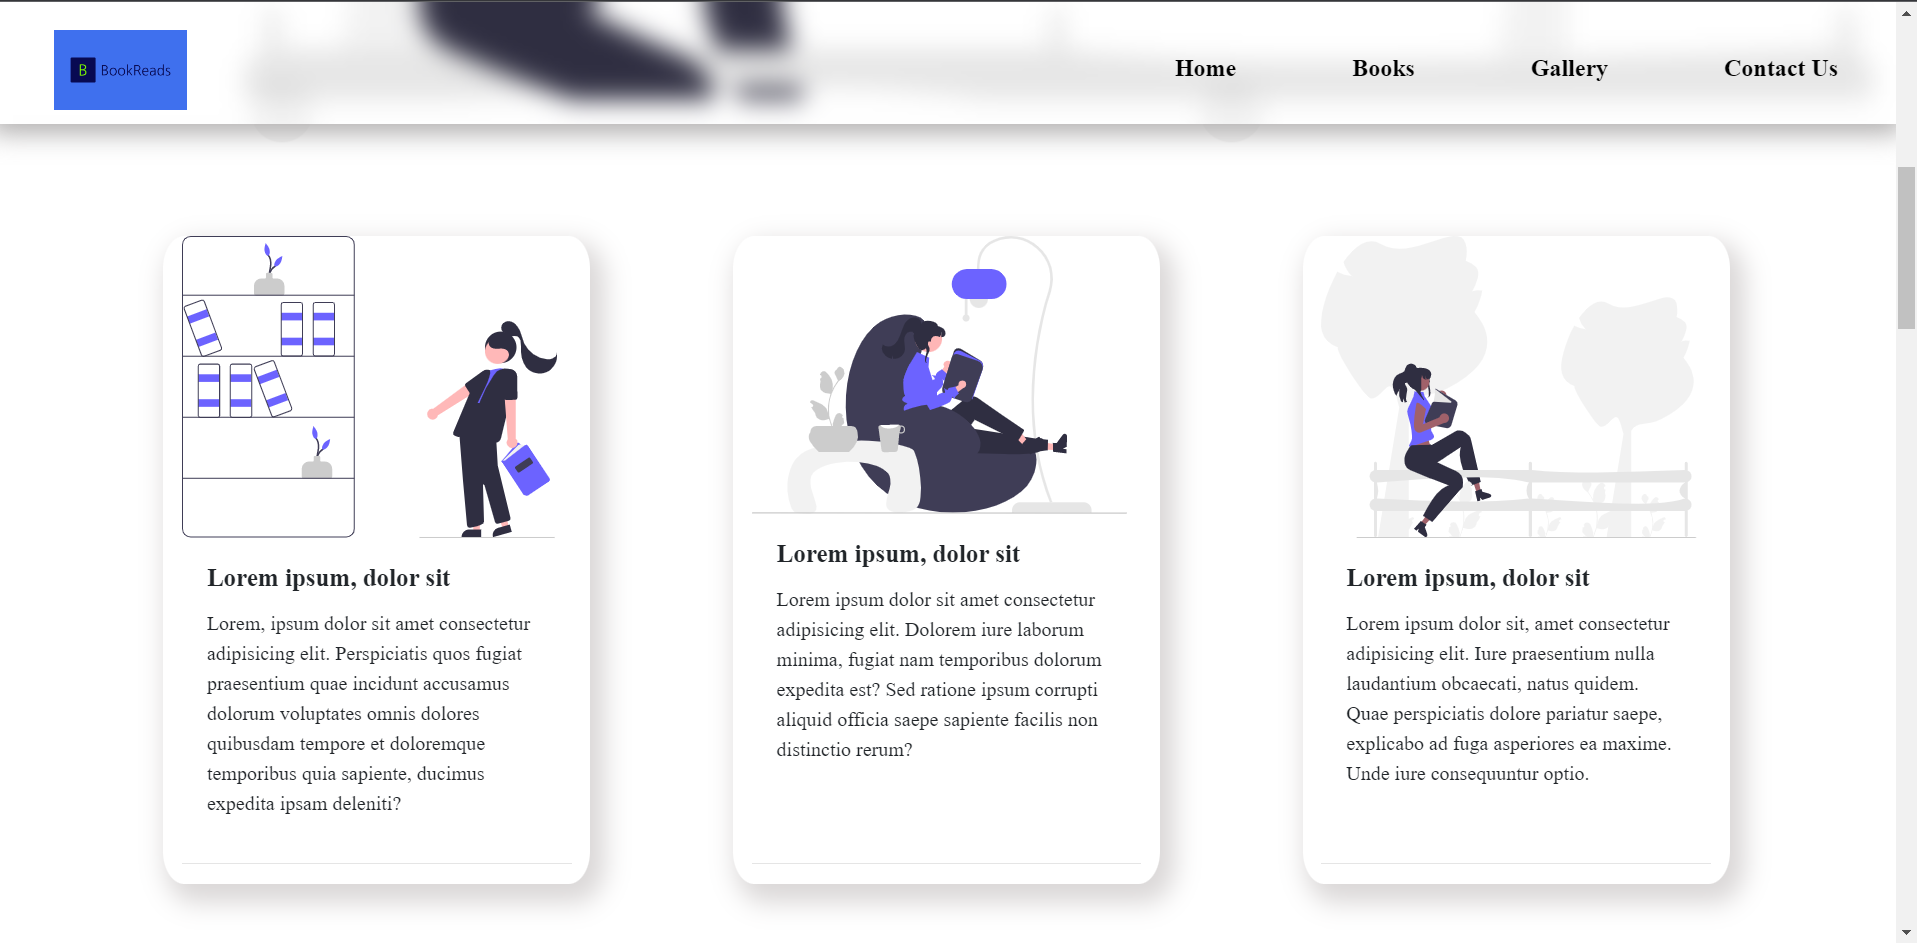 B BookReads
Home Books Gallery Contact Us
Lorem ipsum, dolor sit
Lorem, ipsum dolor sit amet consectetur
adipisicing elit. Perspiciatis quos fugiat
praesentium quae incidunt accusamus
dolorum voluptates omnis dolores
quibusdam tempore et doloremque
temporibus quia sapiente, ducimus
expedita ipsam deleniti?
Lorem ipsum, dolor sit
Lorem ipsum dolor sit amet consectetur
adipisicing elit. Dolorem iure laborum
minima, fugiat nam temporibus dolorum
expedita est? Sed ratione ipsum corrupti
aliquid officia saepe sapiente facilis non
distinctio rerum?
Lorem ipsum, dolor sit
Lorem ipsum dolor sit, amet consectetur
adipisicing elit. Iure praesentium nulla
laudantium obcaecati, natus quidem.
Quae perspiciatis dolore pariatur saepe,
explicabo ad fuga asperiores ea maxime.
Unde iure consequuntur optio.